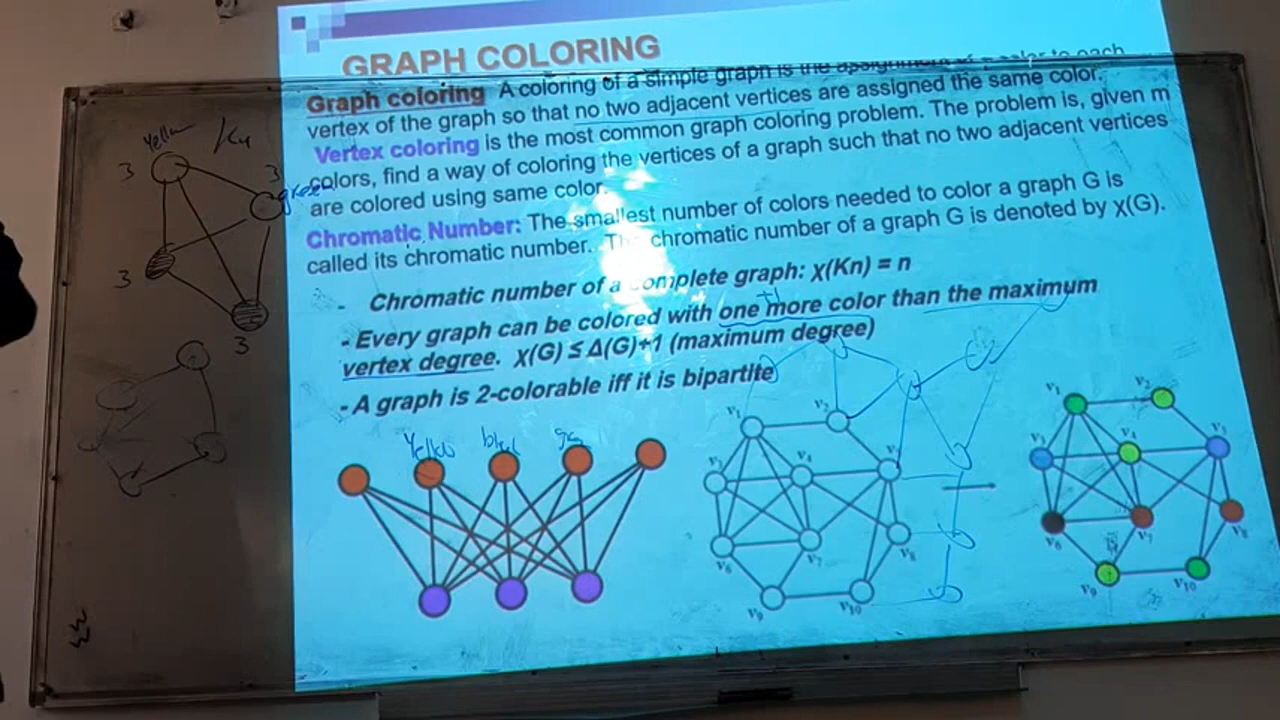 GRAPH COLORING
Graph coloring A coloring of a simple graph is the assignment of a color to each
vertex of the graph so that no two adjacent vertices are assigned the same color.
Vertex coloring is the most common graph coloring problem. The problem is, given m
colors, find a way of coloring the vertices of a graph such that no two adjacent vertices
are colored using same color.
Chromatic Number: The smallest number of colors needed to color a graph G is
called its chromatic number. The chromatic number of a graph G is denoted by χ(G).
- Chromatic number of a complete graph: χ(Kn) = n
- Every graph can be colored with one more color than the maximum
vertex degree. χ(G) ≤ Δ(G)+1 (maximum degree)
- A graph is 2-colorable iff it is bipartite
yellow K4
3 3
green
3
3
yellow
v1 v2
v3 v4 v5
v6 v7 v8
v9 v10
v1 v2
v3 v4 v5
v6 v7 v8
v9 v10